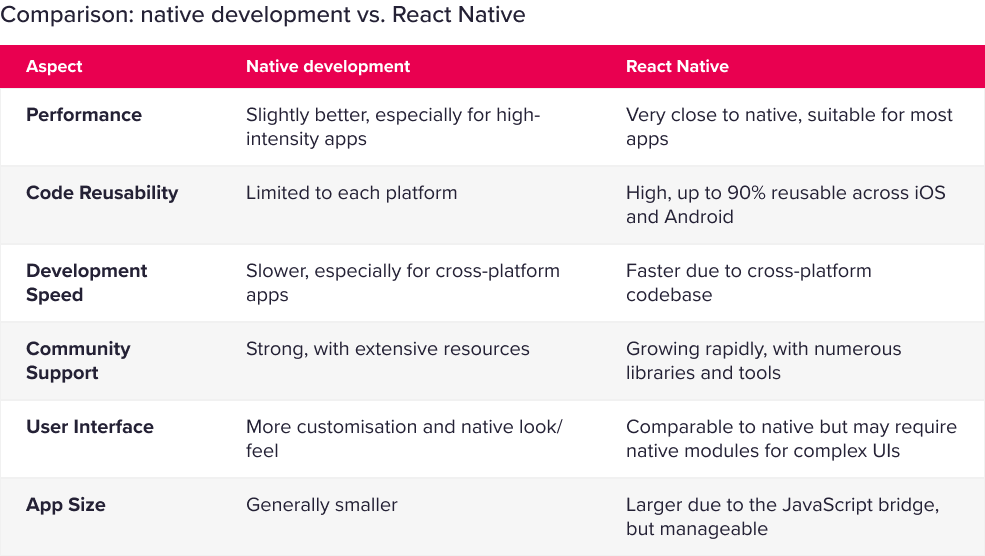 Comparison: native development vs. React Native
Aspect Native development React Native
Performance Slightly better, especially for high- Very close to native, suitable for most
intensity apps apps
Code Reusability Limited to each platform High, up to 90% reusable across iOS
and Android
Development Slower, especially for cross-platform Faster due to cross-platform
Speed apps codebase
Community Strong, with extensive resources Growing rapidly, with numerous
Support libraries and tools
User Interface More customisation and native look/ Comparable to native but may require
feel native modules for complex UIs
App Size Generally smaller Larger due to the JavaScript bridge,
but manageable